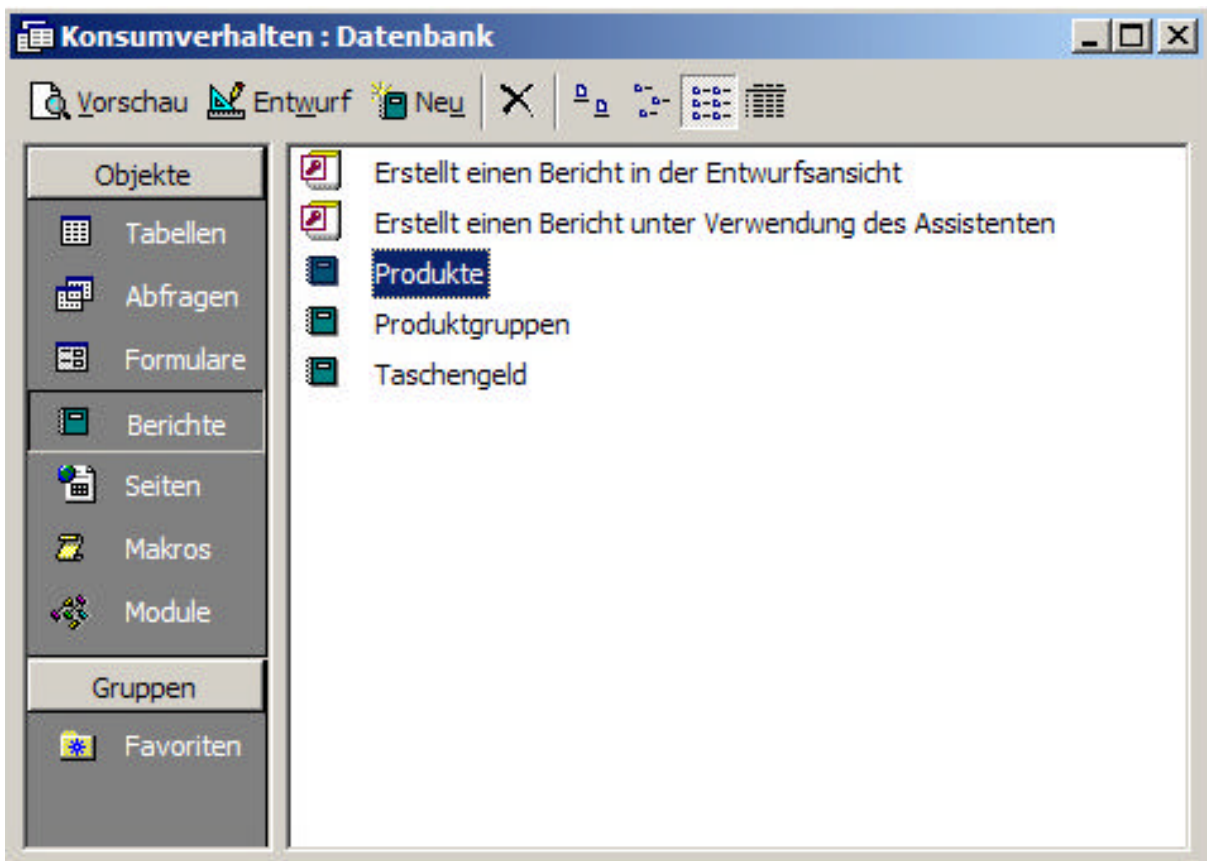 Konsumverhalten : Datenbank
Vorschau Entwurf Neu
Objekte
Tabellen
Abfragen
Formulare
Berichte
Seiten
Makros
Module
Gruppen
Favoriten
Erstellt einen Bericht in der Entwurfsansicht
Erstellt einen Bericht unter Verwendung des Assistenten
Produkte
Produktgruppen
Taschengeld